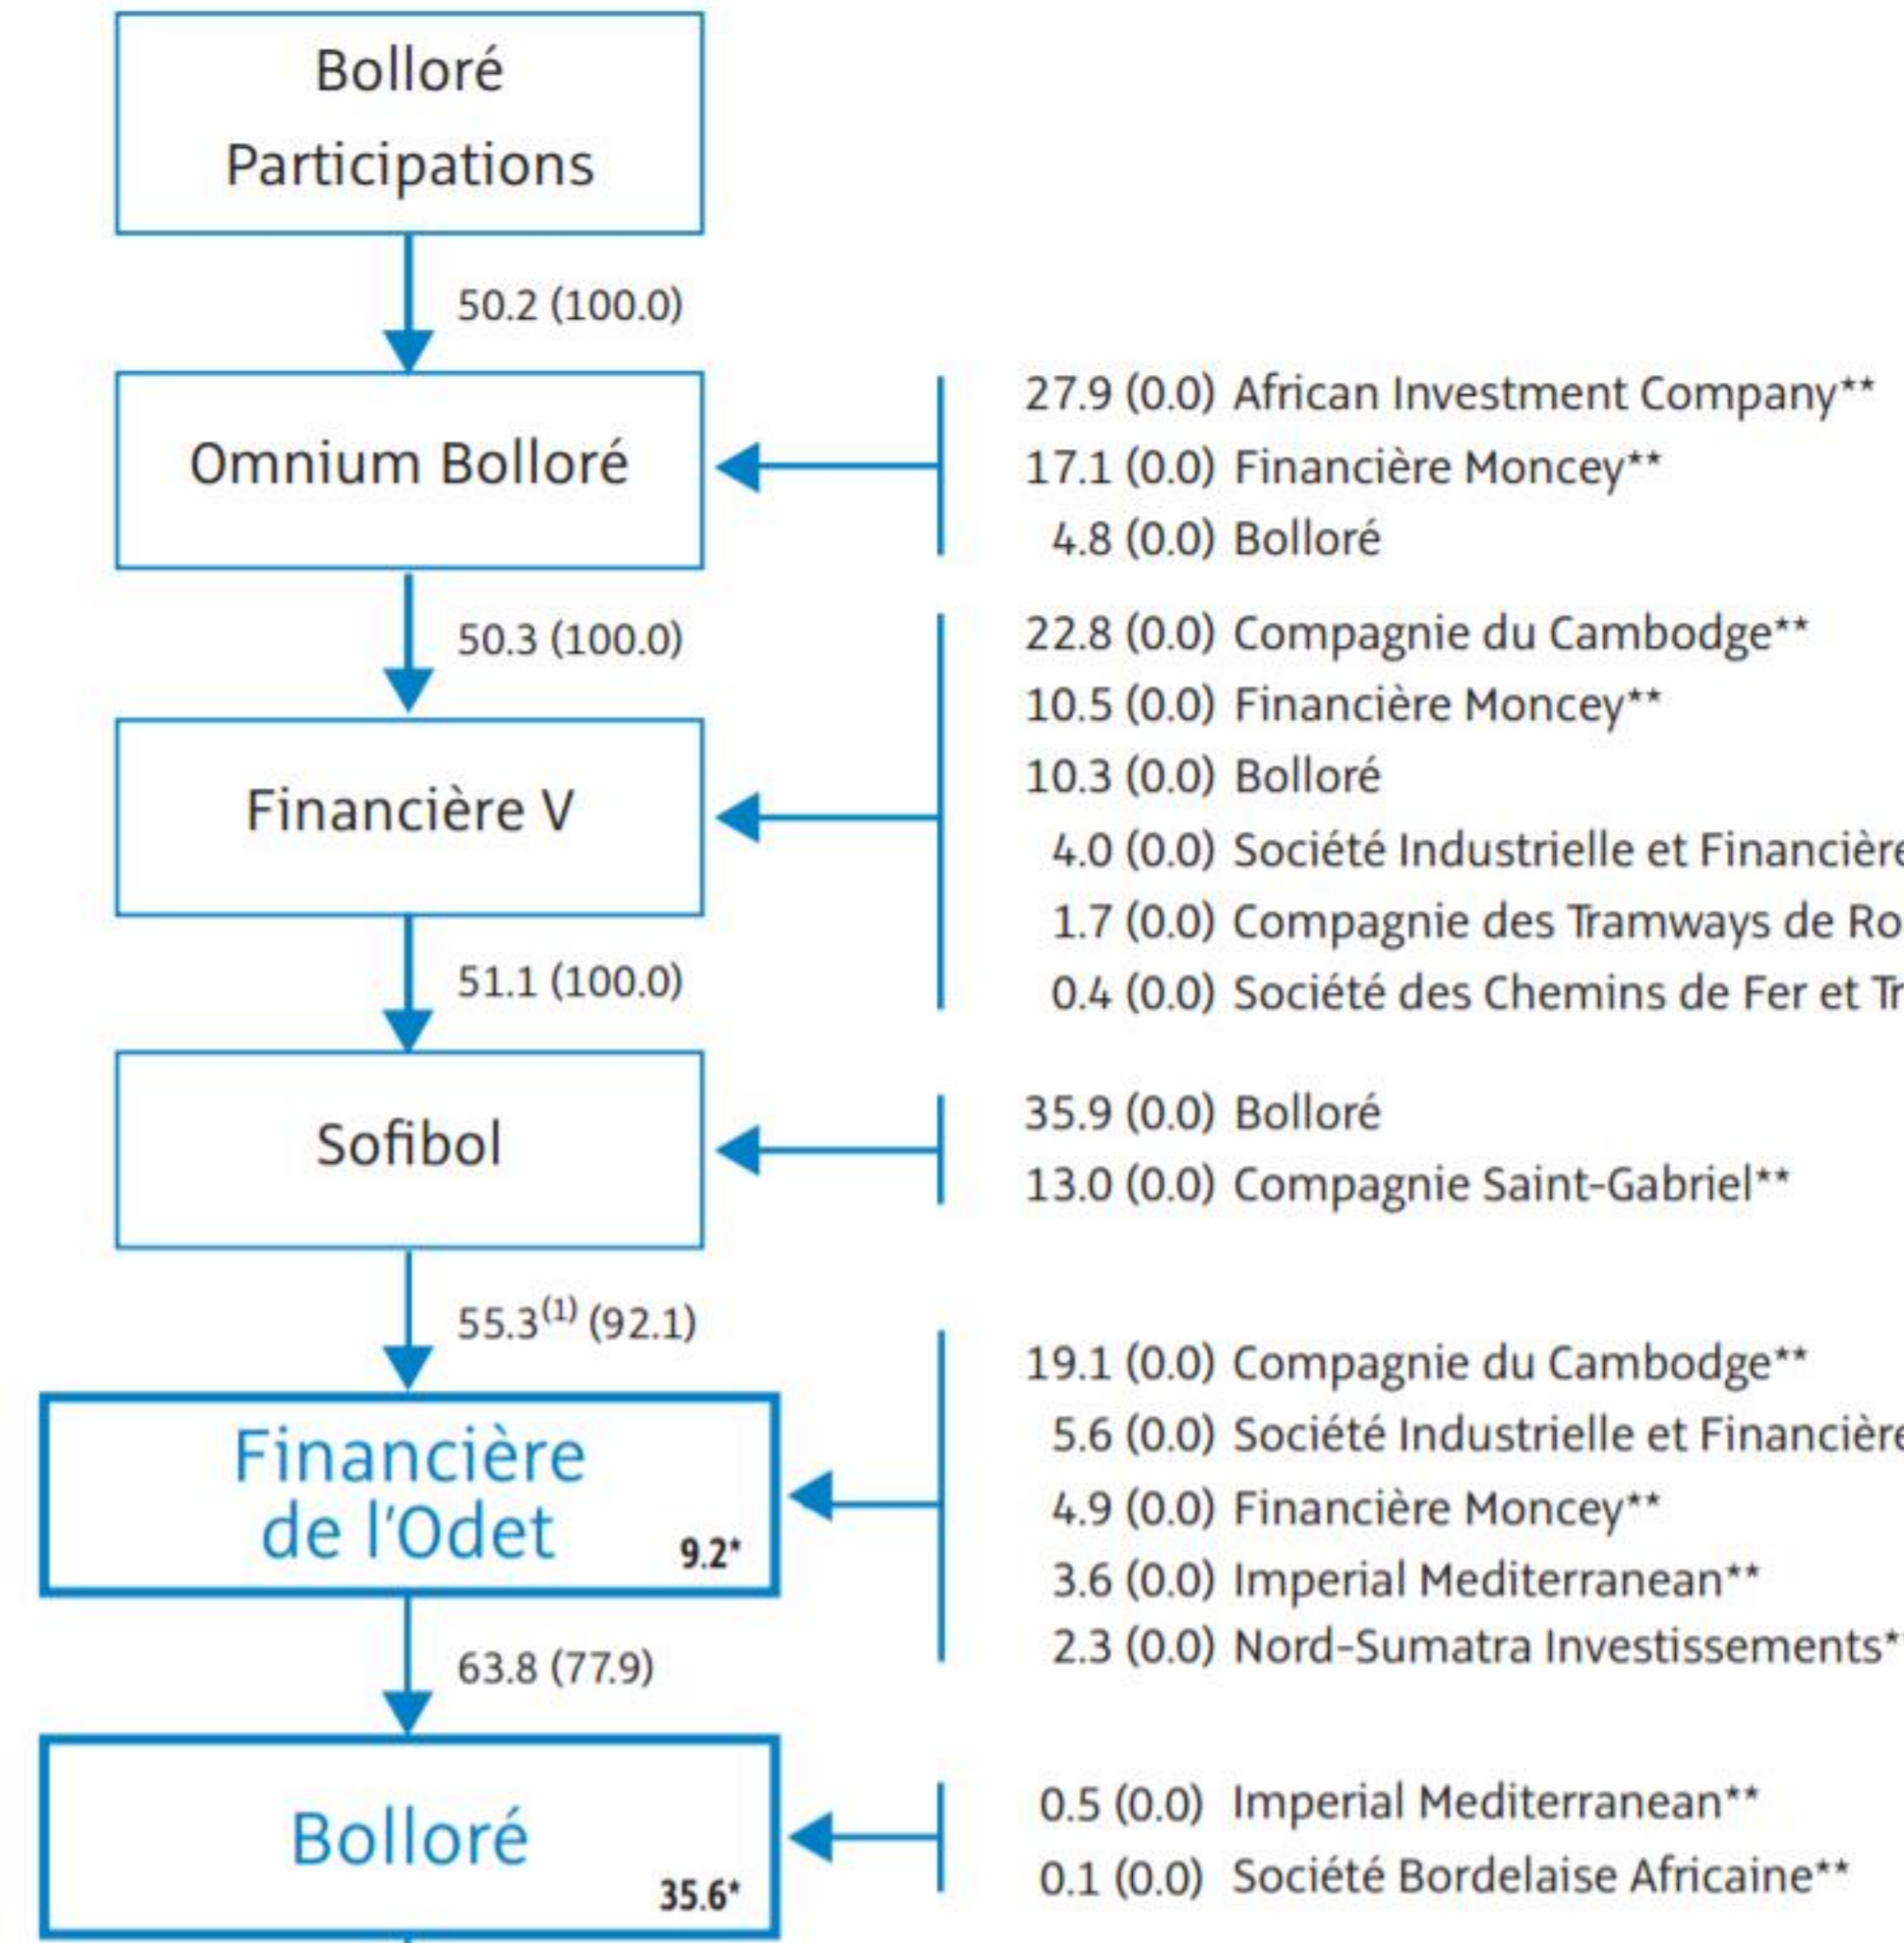 Bolloré
Participations
50.2 (100.0)
Omnium Bolloré
27.9 (0.0) African Investment Company**
17.1 (0.0) Financière Moncey**
4.8 (0.0) Bolloré
50.3 (100.0)
Financière V
22.8 (0.0) Compagnie du Cambodge**
10.5 (0.0) Financière Moncey**
10.3 (0.0) Bolloré
4.0 (0.0) Société Industrielle et Financière
1.7 (0.0) Compagnie des Tramways de Ro
0.4 (0.0) Société des Chemins de Fer et Tr
51.1 (100.0)
Sofibol
35.9 (0.0) Bolloré
13.0 (0.0) Compagnie Saint-Gabriel**
55.3(1) (92.1)
Financière
de l'Odet
9.2*
19.1 (0.0) Compagnie du Cambodge**
5.6 (0.0) Société Industrielle et Financière
4.9 (0.0) Financière Moncey**
3.6 (0.0) Imperial Mediterranean**
2.3 (0.0) Nord-Sumatra Investissements**
63.8 (77.9)
Bolloré
35.6*
0.5 (0.0) Imperial Mediterranean**
0.1 (0.0) Société Bordelaise Africaine**